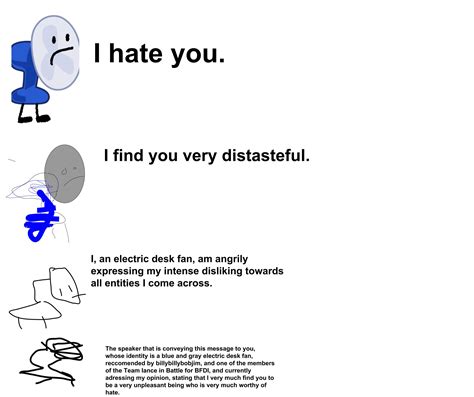 I hate you.
I find you very distasteful.
I, an electric desk fan, am angrily
expressing my intense disliking towards
all entities I come across.
The speaker that is conveying this message to you,
whose identity is a blue and gray electric desk fan,
reccomended by billybillybobjim, and one of the members
of the Team Iance in Battle for BFDI, and currently
adressing my opinion, stating that I very much find you to
be a very unpleasant being who is very much worthy of
hate.